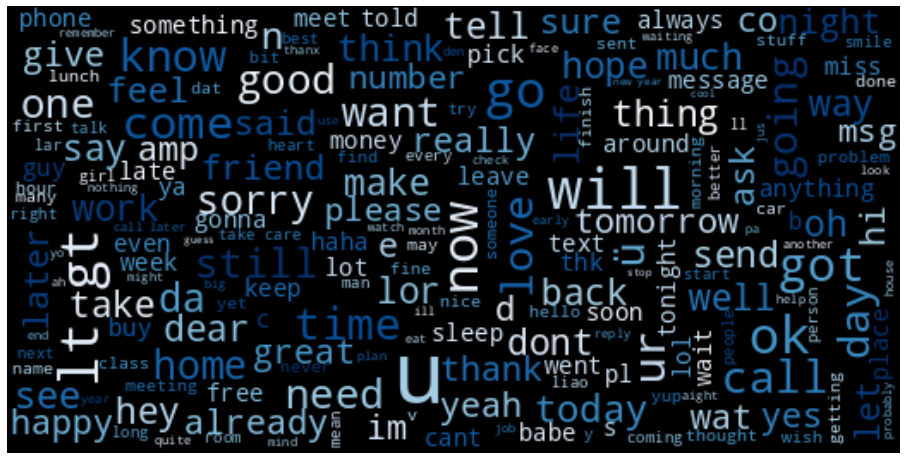 phone
remember
something
n
meet
told
tell
sure
always
co
night
give
thanx
best
bit
den
face
sent
waiting
stuff
smile
know
think
pick
hope
much
miss
lunch
feel
dat
good
number
go
life
finish
new year
message
done
one
come
said
want
try
thing
cool
going
way
first
talk
use
ll
jus
msg
lar
heart
money
really
around
say
amp
find
every
check
morning
better
ask
problem
guy
girl
late
friend
make
leave
will
look
hour
many
nothing
ya
sorry
please
someone
love
tomorrow
car
anything
right
work
gonna
now
early
pa
b
oh
hi
call later
take care
watch
month
yo
later
even
guess
haha
e
may
text
u
another
ah
week
still
lot
man
fine
thk
send
got
lt gt
might
big
keep
lor
nice
back
stop
tonight
start
well
help
person
day
place
house
take
da
yet
ill
d
hello
soon
ur
people
end
buy
c
time
eat
sleep
dont
reply
lol
wait
ok
next
dear
never
plan
name
class
home
great
u
thank
went
pl
call
let
see
year
meeting
free
need
liao
yup
aight
getting
probably
happy
hey
already
mean
v
yeah
today
wat
yes
long
im
job
babe
y
s
thought
wish
quite
room
mind
cant
coming